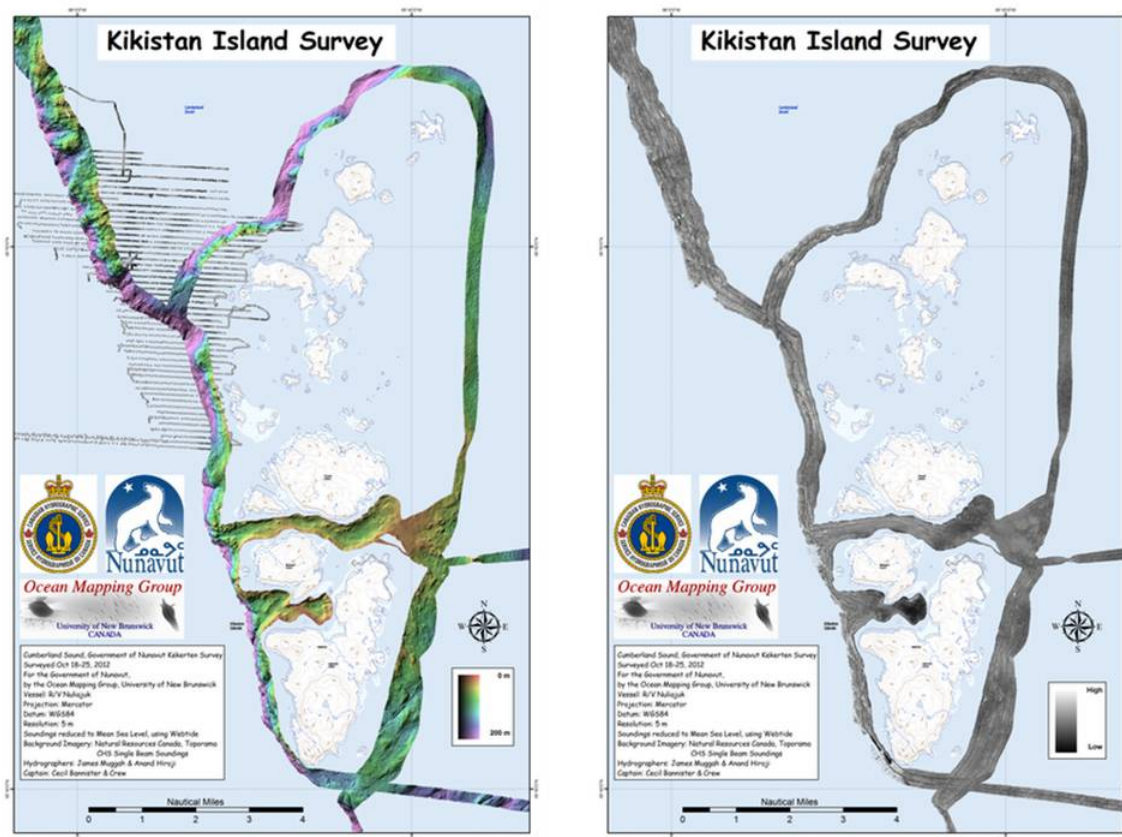 Kikistan Island Survey
Nunavut
Ocean Mapping Group
University of New Brunswick
CANADA
Cumberland Sound, Government of Nunavut Kekerten Survey
Surveyed Oct 18-25, 2012
For the Government of Nunavut,
by the Ocean Mapping Group, University of New Brunswick
Vessel: R/V Nuliajuk
Projection: Mercator
Datum: WGS84
Resolution: 5 m
Soundings reduced to Mean Sea Level, using Webtide
Background Imagery: Natural Resources Canada, Toporama
CHS Single Beam Soundings
Hydrographers: James Muggah & Anand Hiroji
Captain: Cecil Bannister & Crew
N
W E
S
0 m
200 m
Nautical Miles
0 1 2 4
Kikistan Island Survey
Nunavut
Ocean Mapping Group
University of New Brunswick
CANADA
Cumberland Sound, Government of Nunavut Kekerten Survey
Surveyed Oct 18-25, 2012
For the Government of Nunavut,
by the Ocean Mapping Group, University of New Brunswick
Vessel: R/V Nuliajuk
Projection: Mercator
Datum: WGS84
Resolution: 5 m
Soundings reduced to Mean Sea Level, using Webtide
Background Imagery: Natural Resources Canada, Toporama
CHS Single Beam Soundings
Hydrographers: James Muggah & Anand Hiroji
Captain: Cecil Bannister & Crew
N
W E
S
High
Low
Nautical Miles
0 1 2 4